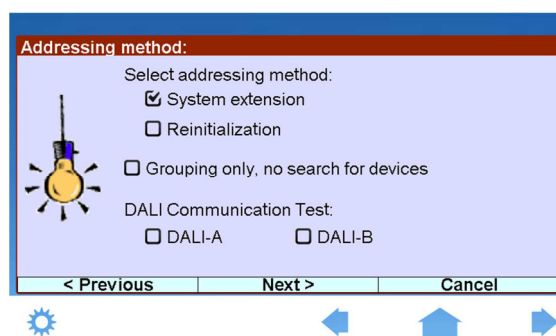 Addressing method:
Select addressing method:
System extension
Reinitialization
Grouping only, no search for devices
DALI Communication Test:
DALI-A DALI-B
< Previous Next > Cancel